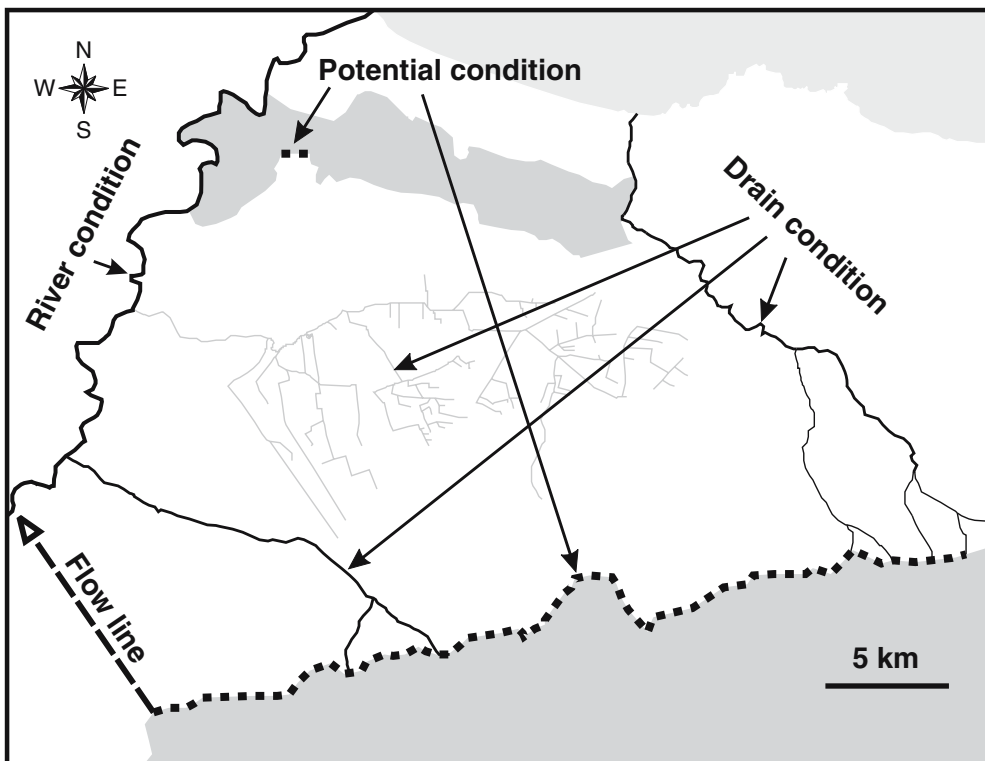 N
W E
S
Potential condition
River condition
Drain condition
Flow line
5 km